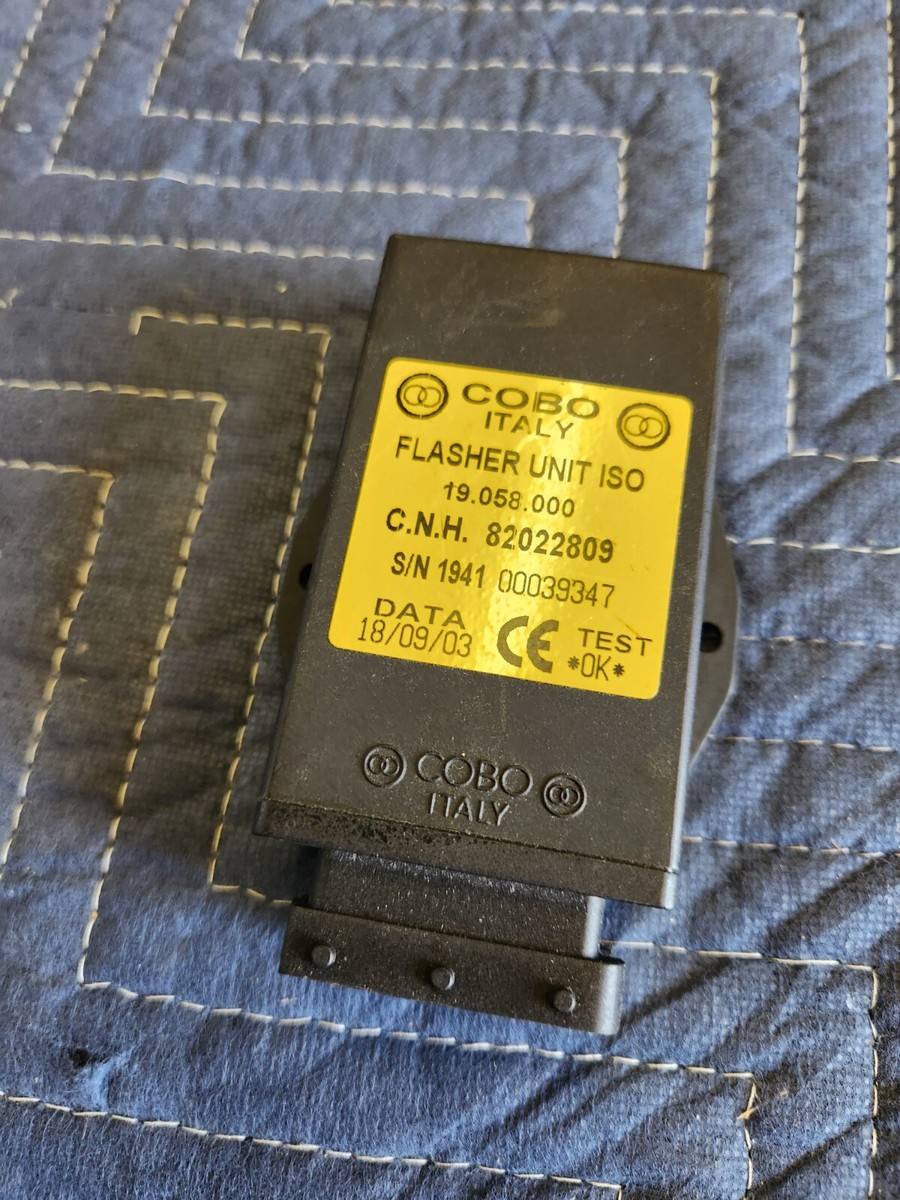 COBO
ITALY
FLASHER UNIT ISO
19.058.000
C.N.H. 82022809
S/N 1941 00039347
DATA
18/09/03
CE
TEST
*OK*
COBO
ITALY